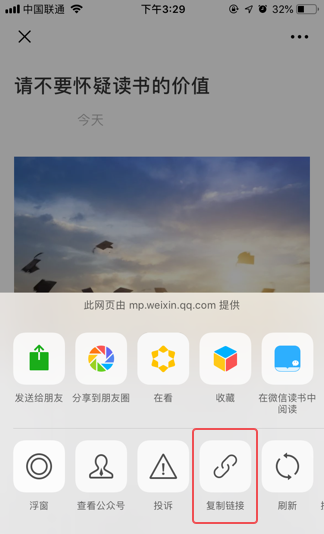 中国联通 下午3:29 32%
请不要怀疑读书的价值
今天
此网页由 mp.weixin.qq.com 提供
发送给朋友 分享到朋友圈 在看 收藏 在微信读书中
阅读
浮窗 查看公众号 投诉 复制链接 刷新